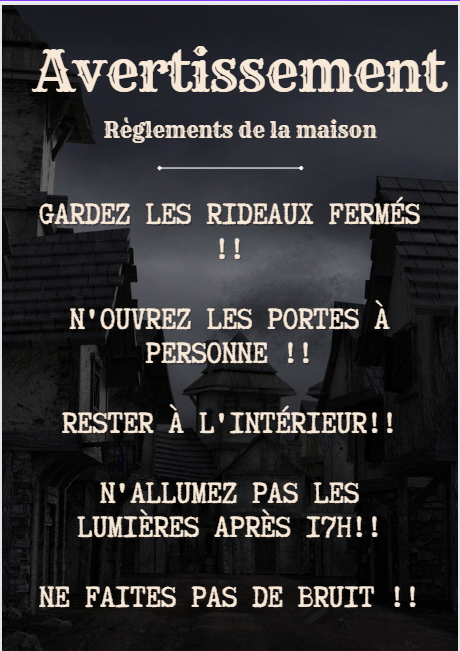 Avertissement
Règlements de la maison
GARDEZ LES RIDEAUX FERMÉS
!!
N'OUVREZ LES PORTES À
PERSONNE !!
RESTER À L'INTÉRIEUR!!
N'ALLUMEZ PAS LES
LUMIÈRES APRÈS 17H!!
NE FAITES PAS DE BRUIT !!